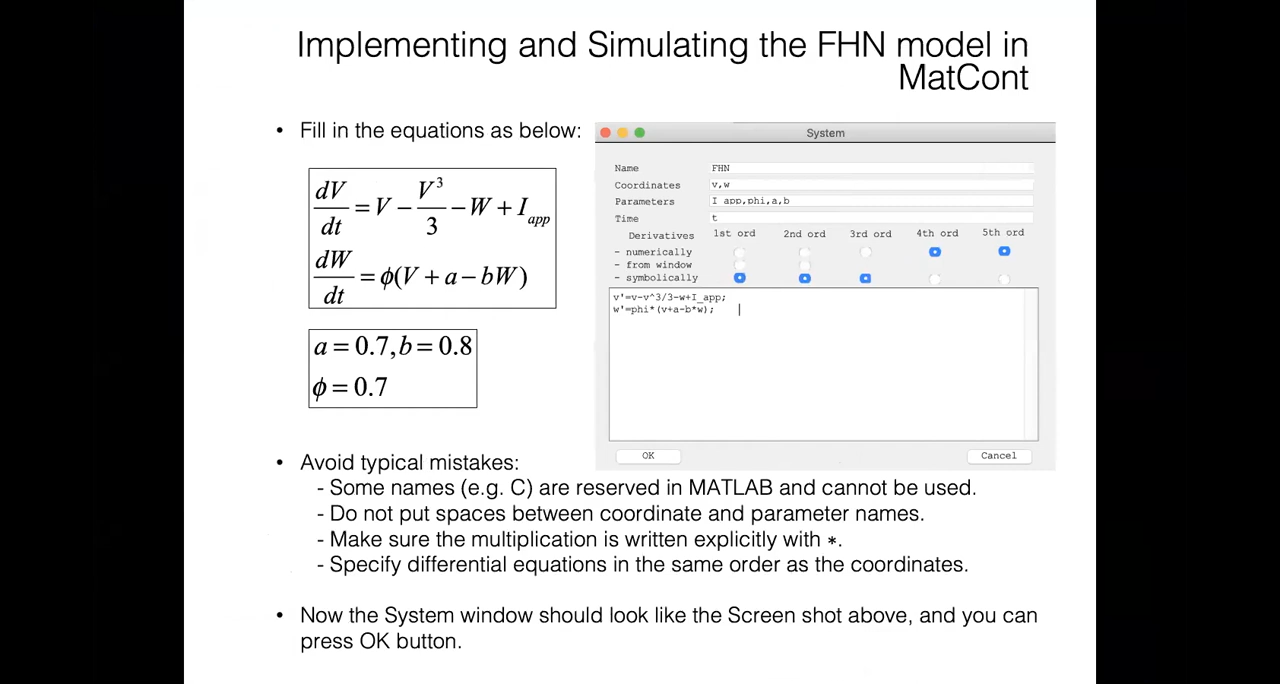 Implementing and Simulating the FHN model in
MatCont
• Fill in the equations as below:
dV/dt = V − V³/3 − W + I_app
dW/dt = ϕ(V + a − bW)
a = 0.7, b = 0.8
ϕ = 0.7
System
Name FHN
Coordinates v,w
Parameters I app,phi,a,b
Time t
Derivatives 1st ord 2nd ord 3rd ord 4th ord 5th ord
- numerically
- from window
- symbolically
v'=v-v^3/3-w+I_app;
w'=phi*(v+a-b*w);
OK Cancel
• Avoid typical mistakes:
- Some names (e.g. C) are reserved in MATLAB and cannot be used.
- Do not put spaces between coordinate and parameter names.
- Make sure the multiplication is written explicitly with *.
- Specify differential equations in the same order as the coordinates.
• Now the System window should look like the Screen shot above, and you can
press OK button.